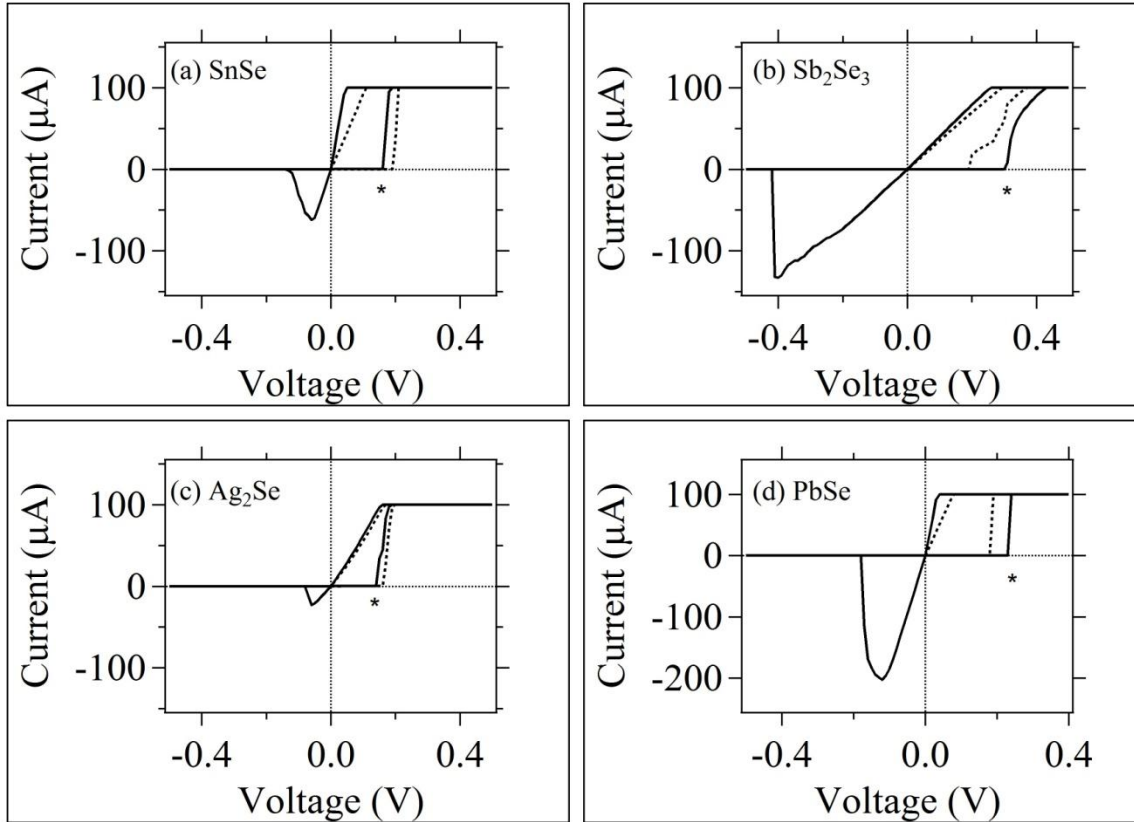 (a) SnSe
Current (μA)
100
0
-100
*
-0.4 0.0 0.4
Voltage (V)
(b) Sb₂Se₃
Current (μA)
100
0
-100
*
-0.4 0.0 0.4
Voltage (V)
(c) Ag₂Se
Current (μA)
100
0
-100
*
-0.4 0.0 0.4
Voltage (V)
(d) PbSe
Current (μA)
100
0
-100
-200
*
-0.4 0.0 0.4
Voltage (V)